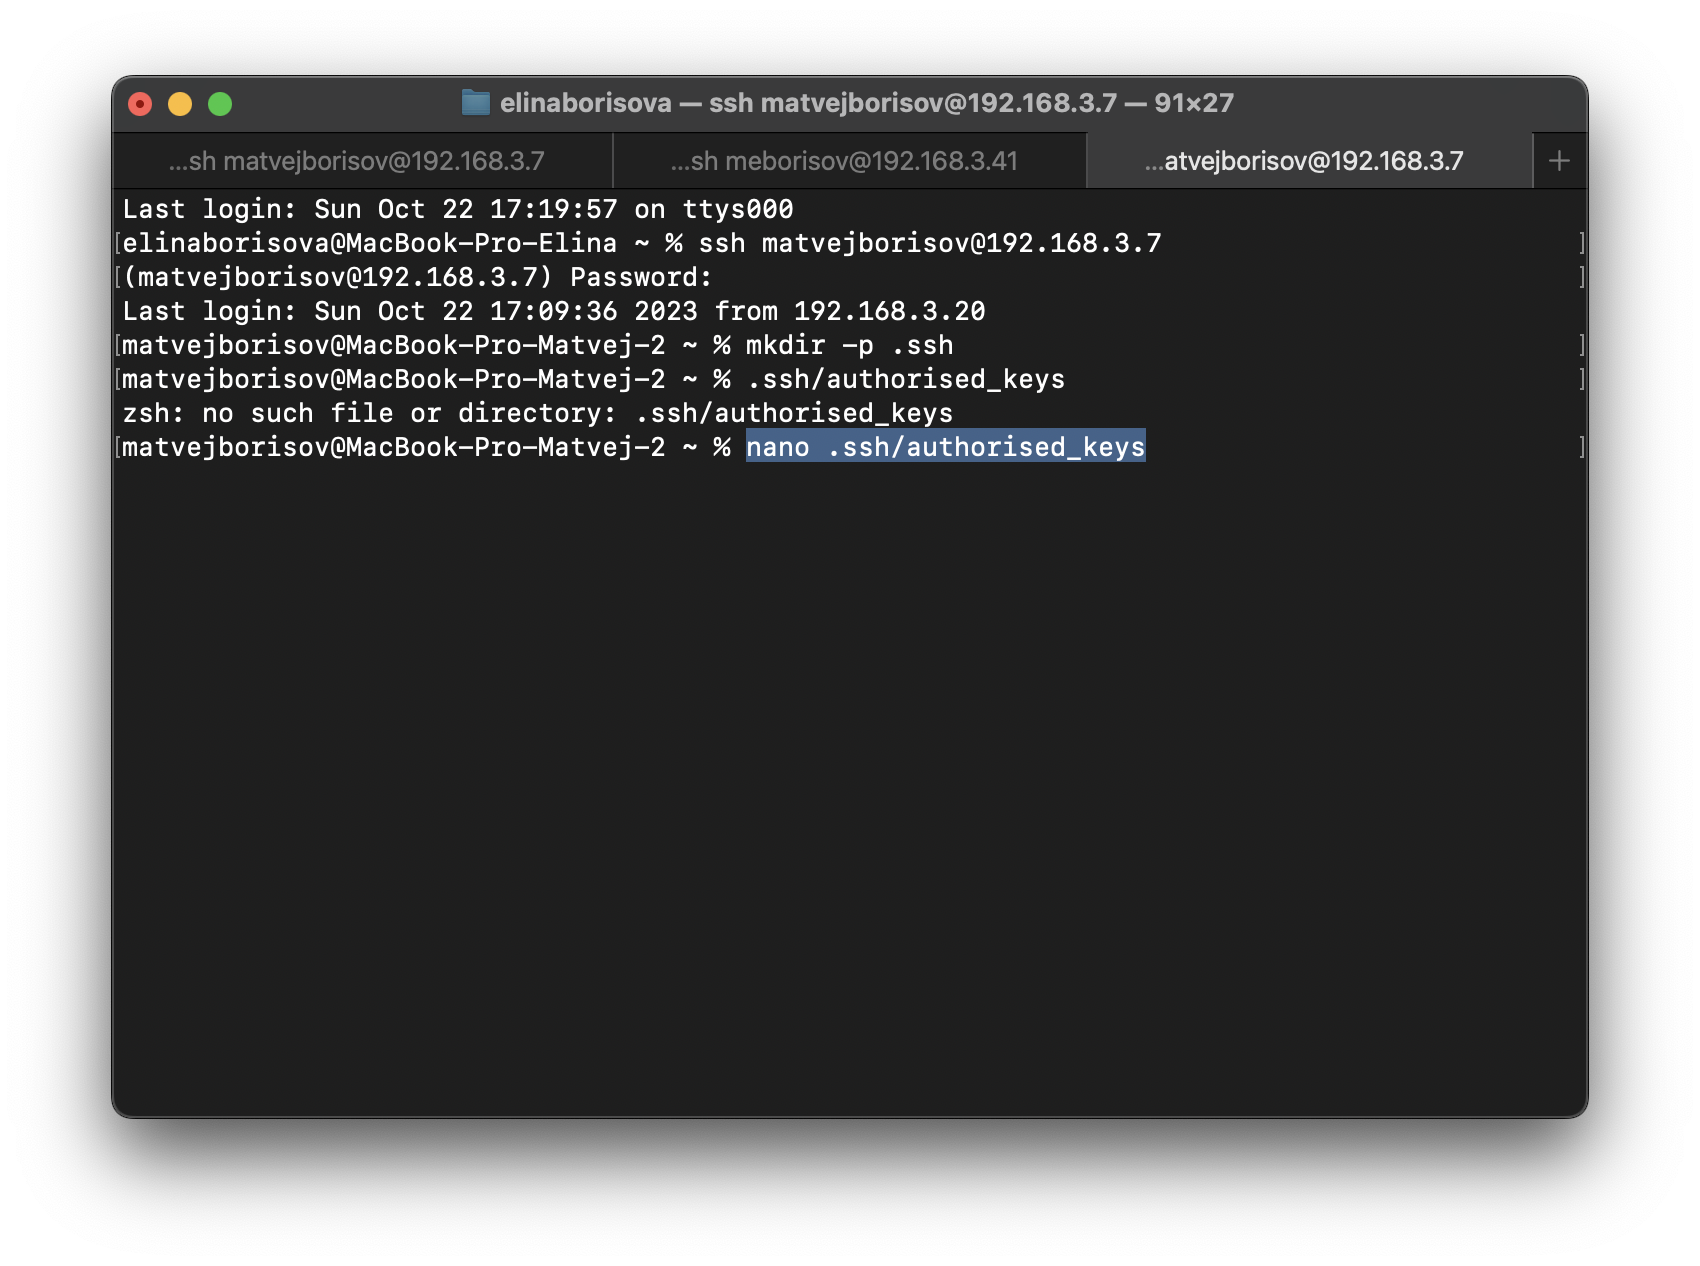 elinaborisova — ssh matvejborisov@192.168.3.7 — 91×27
...sh matvejborisov@192.168.3.7
...sh meborisov@192.168.3.41
...atvejborisov@192.168.3.7
+
Last login: Sun Oct 22 17:19:57 on ttys000
[elinaborisova@MacBook-Pro-Elina ~ % ssh matvejborisov@192.168.3.7 ]
[(matvejborisov@192.168.3.7) Password: ]
Last login: Sun Oct 22 17:09:36 2023 from 192.168.3.20
[matvejborisov@MacBook-Pro-Matvej-2 ~ % mkdir -p .ssh ]
[matvejborisov@MacBook-Pro-Matvej-2 ~ % .ssh/authorised_keys ]
zsh: no such file or directory: .ssh/authorised_keys
[matvejborisov@MacBook-Pro-Matvej-2 ~ % nano .ssh/authorised_keys ]